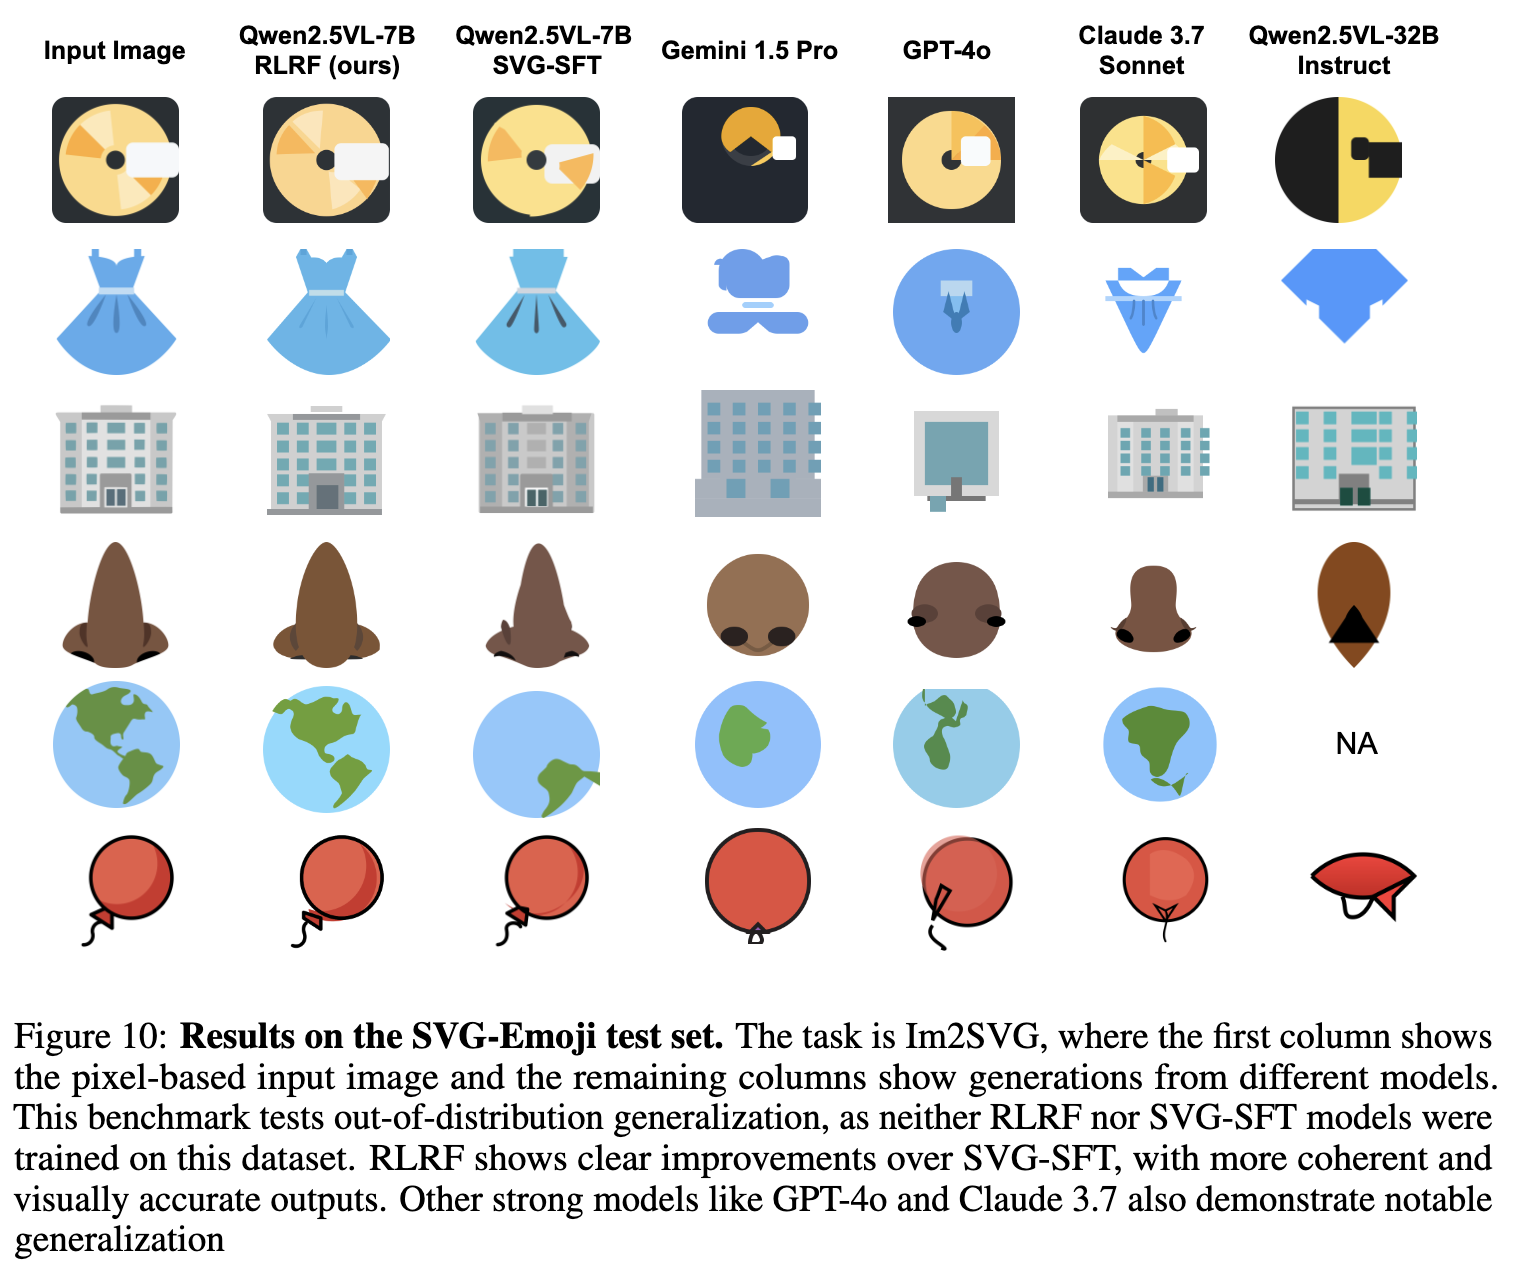 Input Image
Qwen2.5VL-7B
RLRF (ours)
Qwen2.5VL-7B
SVG-SFT
Gemini 1.5 Pro
GPT-4o
Claude 3.7
Sonnet
Qwen2.5VL-32B
Instruct
NA
Figure 10: Results on the SVG-Emoji test set. The task is Im2SVG, where the first column shows
the pixel-based input image and the remaining columns show generations from different models.
This benchmark tests out-of-distribution generalization, as neither RLRF nor SVG-SFT models were
trained on this dataset. RLRF shows clear improvements over SVG-SFT, with more coherent and
visually accurate outputs. Other strong models like GPT-4o and Claude 3.7 also demonstrate notable
generalization